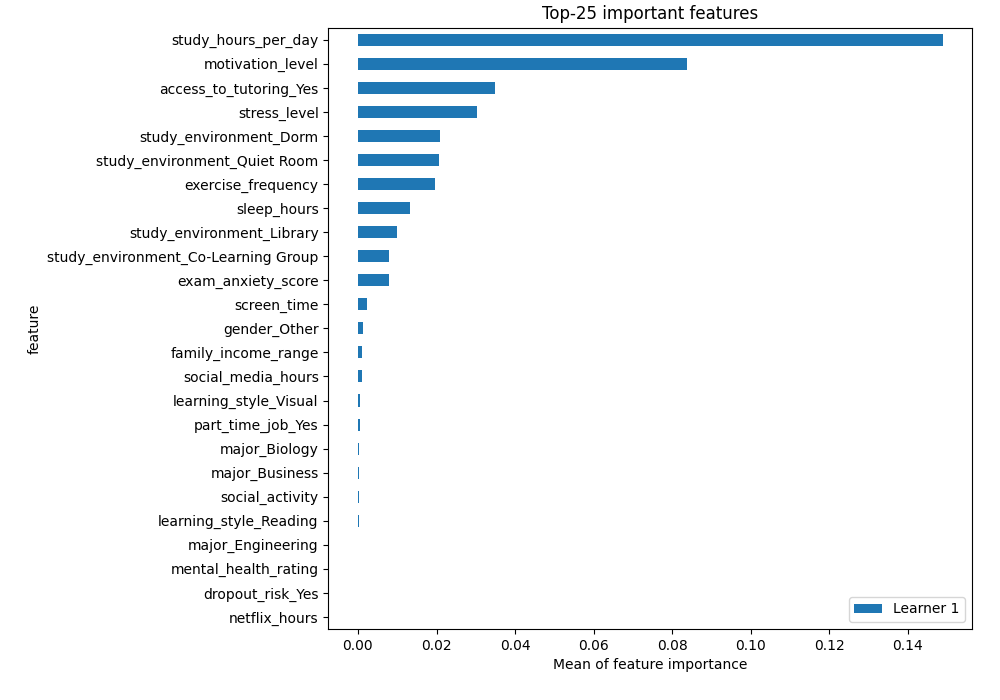 Top-25 important features
study_hours_per_day
motivation_level
access_to_tutoring_Yes
stress_level
study_environment_Dorm
study_environment_Quiet Room
exercise_frequency
sleep_hours
study_environment_Library
study_environment_Co-Learning Group
exam_anxiety_score
screen_time
gender_Other
family_income_range
social_media_hours
learning_style_Visual
part_time_job_Yes
major_Biology
major_Business
social_activity
learning_style_Reading
major_Engineering
mental_health_rating
dropout_risk_Yes
netflix_hours
feature
Learner 1
0.00 0.02 0.04 0.06 0.08 0.10 0.12 0.14
Mean of feature importance